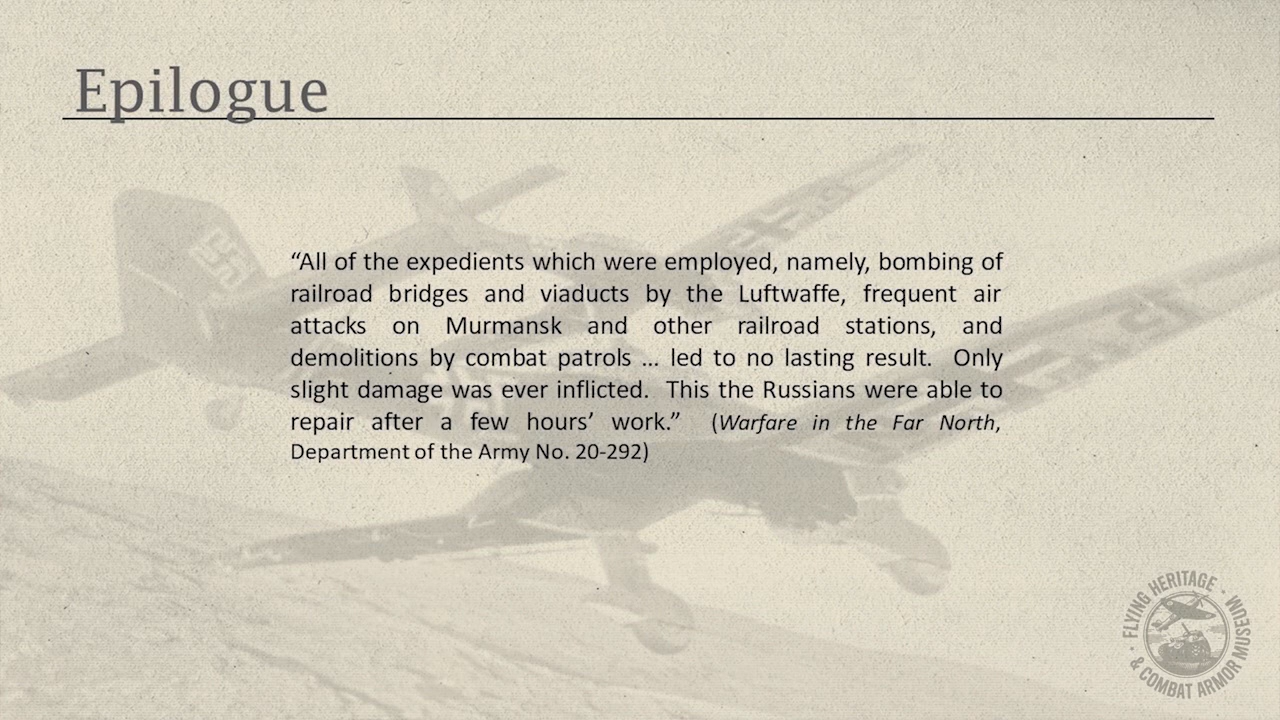 Epilogue
“All of the expedients which were employed, namely, bombing of
railroad bridges and viaducts by the Luftwaffe, frequent air
attacks on Murmansk and other railroad stations, and
demolitions by combat patrols … led to no lasting result.  Only
slight damage was ever inflicted.  This the Russians were able to
repair after a few hours’ work.”  (Warfare in the Far North,
Department of the Army No. 20-292)
· FLYING HERITAGE ·
& COMBAT ARMOR MUSEUM